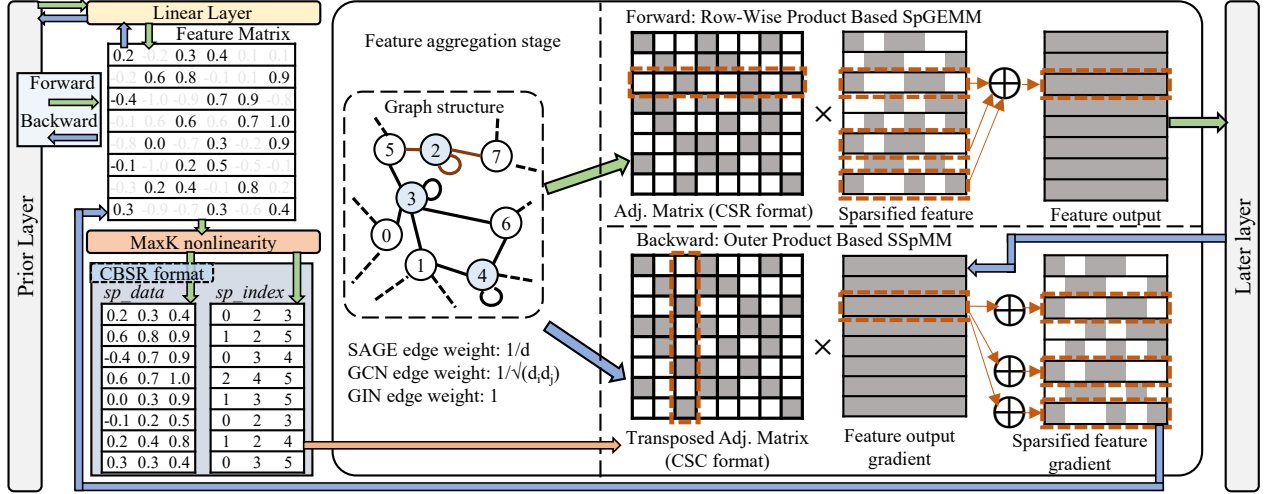 Prior Layer
Linear Layer
Feature Matrix
0.2 -0.2 0.3 0.4 0.1 0.1
-0.2 0.6 0.8 -0.1 0.1 0.9
-0.4 -1.0 -0.9 0.7 0.9 -0.8
-0.1 0.6 0.6 0.6 0.7 1.0
-0.8 0.0 -0.7 0.3 -0.2 0.9
-0.1 -1.0 0.2 0.5 -0.5 -0.1
-0.3 0.2 0.4 -0.1 0.8 0.2
0.3 -0.9 -0.7 0.3 -0.6 0.4
Forward
Backward
MaxK nonlinearity
CBSR format
sp_data
0.2 0.3 0.4
0.6 0.8 0.9
-0.4 0.7 0.9
0.6 0.7 1.0
0.0 0.3 0.9
-0.1 0.2 0.5
0.2 0.4 0.8
0.3 0.3 0.4
sp_index
0 2 3
1 2 5
0 3 4
2 4 5
1 3 5
0 2 3
1 2 4
0 3 5
Feature aggregation stage
Graph structure
5
2
7
3
0
6
1
4
SAGE edge weight: 1/d
GCN edge weight: 1/√(dᵢdⱼ)
GIN edge weight: 1
Forward: Row-Wise Product Based SpGEMM
×
Adj. Matrix (CSR format)
Sparsified feature
Feature output
Backward: Outer Product Based SSpMM
×
Transposed Adj. Matrix
(CSC format)
Feature output
gradient
Sparsified feature
gradient
Later layer